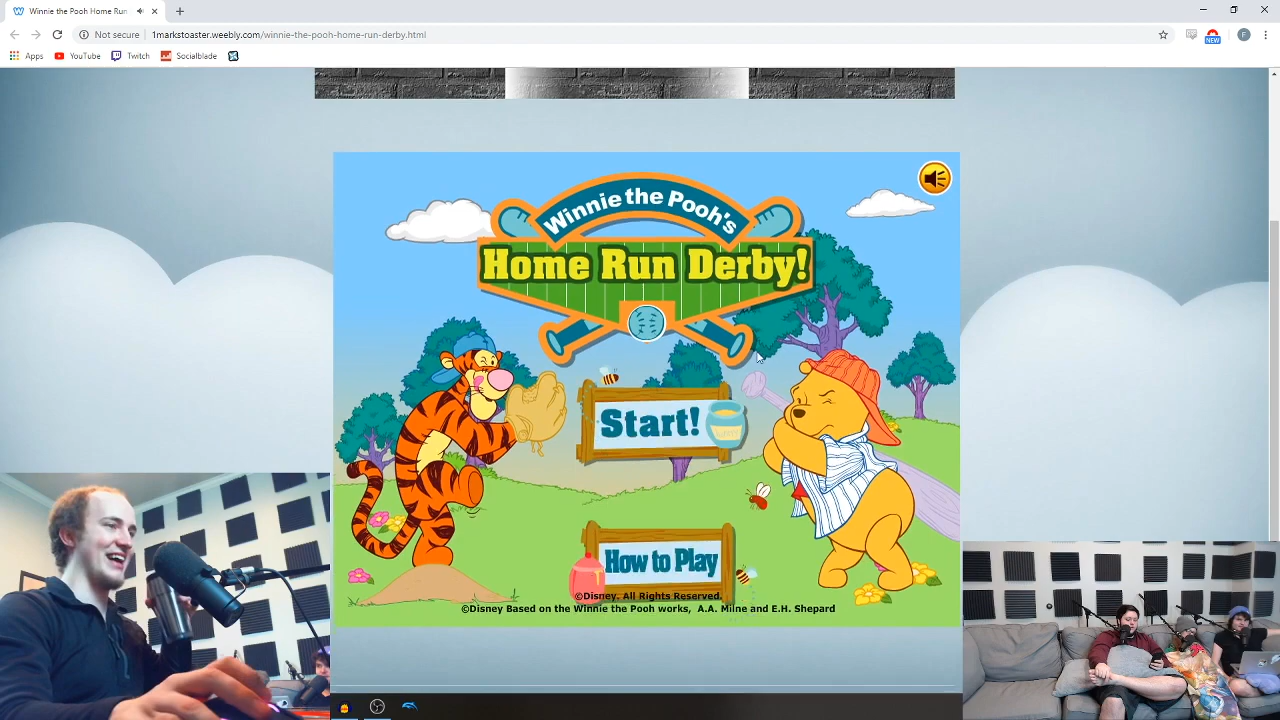 Winnie the Pooh Home Run
Not secure
1markstoaster.weebly.com/winnie-the-pooh-home-run-derby.html
NEW
F
Apps
YouTube
Twitch
Socialblade
Winnie the Pooh's
Home Run Derby!
Start!
How to Play
©Disney. All Rights Reserved.
©Disney Based on the Winnie the Pooh works, A.A. Milne and E.H. Shepard